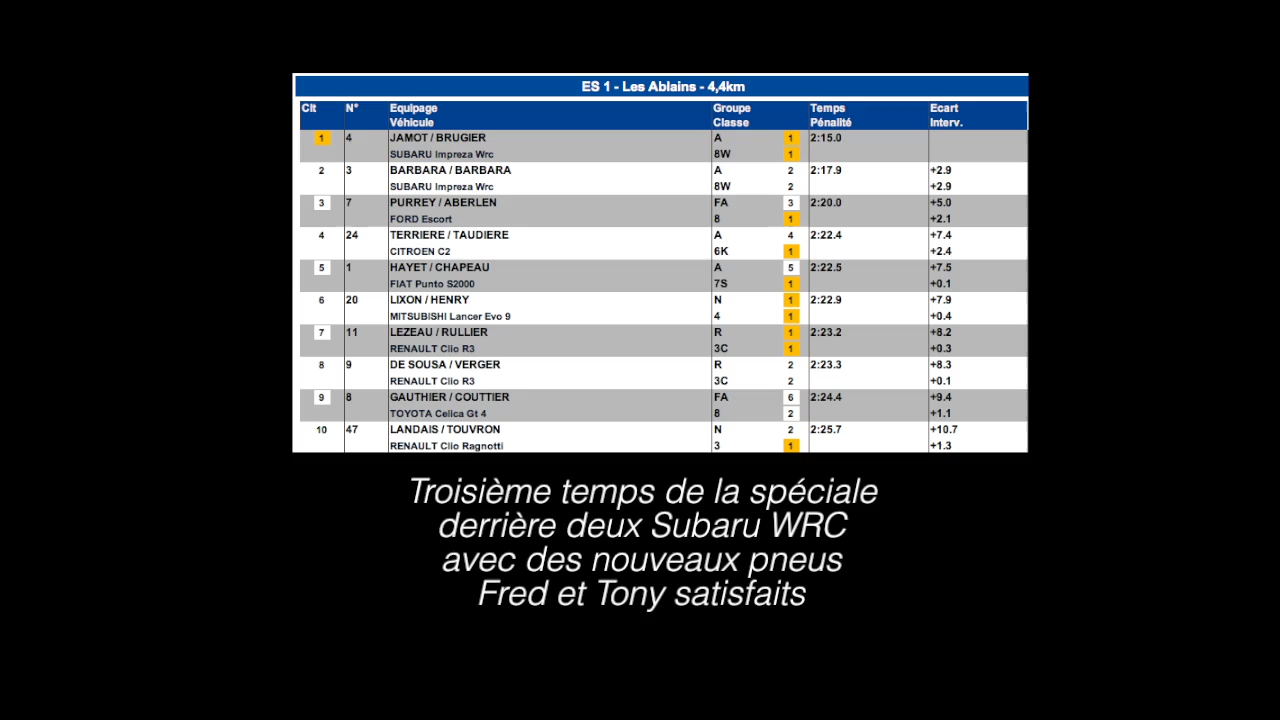 ES 1 - Les Ablains - 4,4km
Clt N° Equipage Groupe Temps Ecart
Véhicule Classe Pénalité Interv.
1 4 JAMOT / BRUGIER A 1 2:15.0
SUBARU Impreza Wrc 8W 1
2 3 BARBARA / BARBARA A 2 2:17.9 +2.9
SUBARU Impreza Wrc 8W 2 +2.9
3 7 PURREY / ABERLEN FA 3 2:20.0 +5.0
FORD Escort 8 1 +2.1
4 24 TERRIERE / TAUDIERE A 4 2:22.4 +7.4
CITROEN C2 6K 1 +2.4
5 1 HAYET / CHAPEAU A 5 2:22.5 +7.5
FIAT Punto S2000 7S 1 +0.1
6 20 LIXON / HENRY N 1 2:22.9 +7.9
MITSUBISHI Lancer Evo 9 4 1 +0.4
7 11 LEZEAU / RULLIER R 1 2:23.2 +8.2
RENAULT Clio R3 3C 1 +0.3
8 9 DE SOUSA / VERGER R 2 2:23.3 +8.3
RENAULT Clio R3 3C 2 +0.1
9 8 GAUTHIER / COUTTIER FA 6 2:24.4 +9.4
TOYOTA Celica Gt 4 8 2 +1.1
10 47 LANDAIS / TOUVRON N 2 2:25.7 +10.7
RENAULT Clio Ragnotti 3 1 +1.3
Troisième temps de la spéciale
derrière deux Subaru WRC
avec des nouveaux pneus
Fred et Tony satisfaits